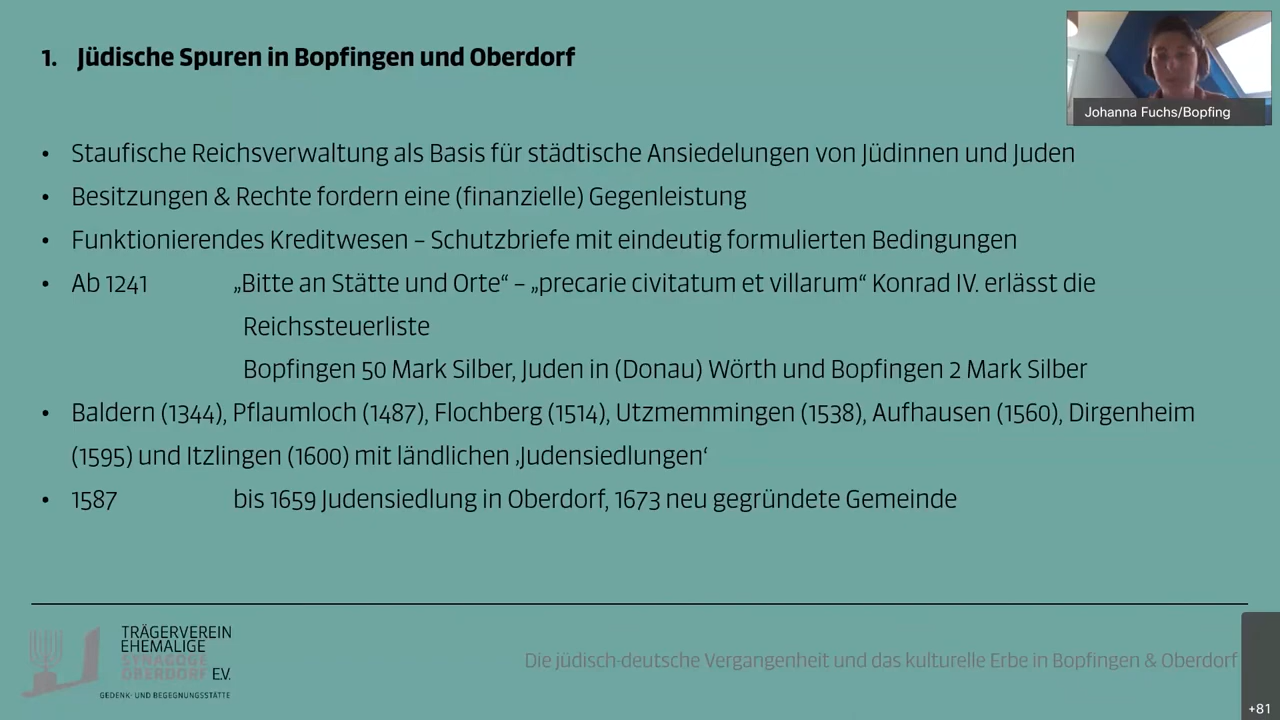 1. Jüdische Spuren in Bopfingen und Oberdorf
Johanna Fuchs/Bopfing
• Staufische Reichsverwaltung als Basis für städtische Ansiedelungen von Jüdinnen und Juden
• Besitzungen & Rechte fordern eine (finanzielle) Gegenleistung
• Funktionierendes Kreditwesen – Schutzbriefe mit eindeutig formulierten Bedingungen
• Ab 1241 „Bitte an Stätte und Orte“ – „precarie civitatum et villarum“ Konrad IV. erlässt die
Reichssteuerliste
Bopfingen 50 Mark Silber, Juden in (Donau) Wörth und Bopfingen 2 Mark Silber
• Baldern (1344), Pflaumloch (1487), Flochberg (1514), Utzmemmingen (1538), Aufhausen (1560), Dirgenheim
(1595) und Itzlingen (1600) mit ländlichen ‚Judensiedlungen‘
• 1587 bis 1659 Judensiedlung in Oberdorf, 1673 neu gegründete Gemeinde
TRÄGERVEREIN
EHEMALIGE
SYNAGOGE
OBERDORF E.V.
GEDENK- UND BEGEGNUNGSSTÄTTE
Die jüdisch-deutsche Vergangenheit und das kulturelle Erbe in Bopfingen & Oberdorf
+81